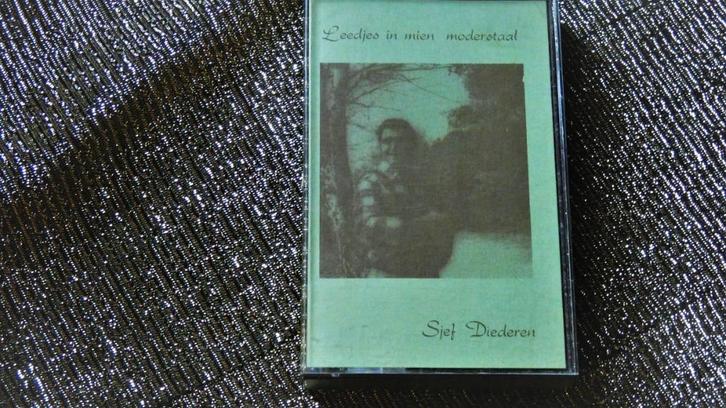 Leedjes in mien moderstaal
Sjef Diederen